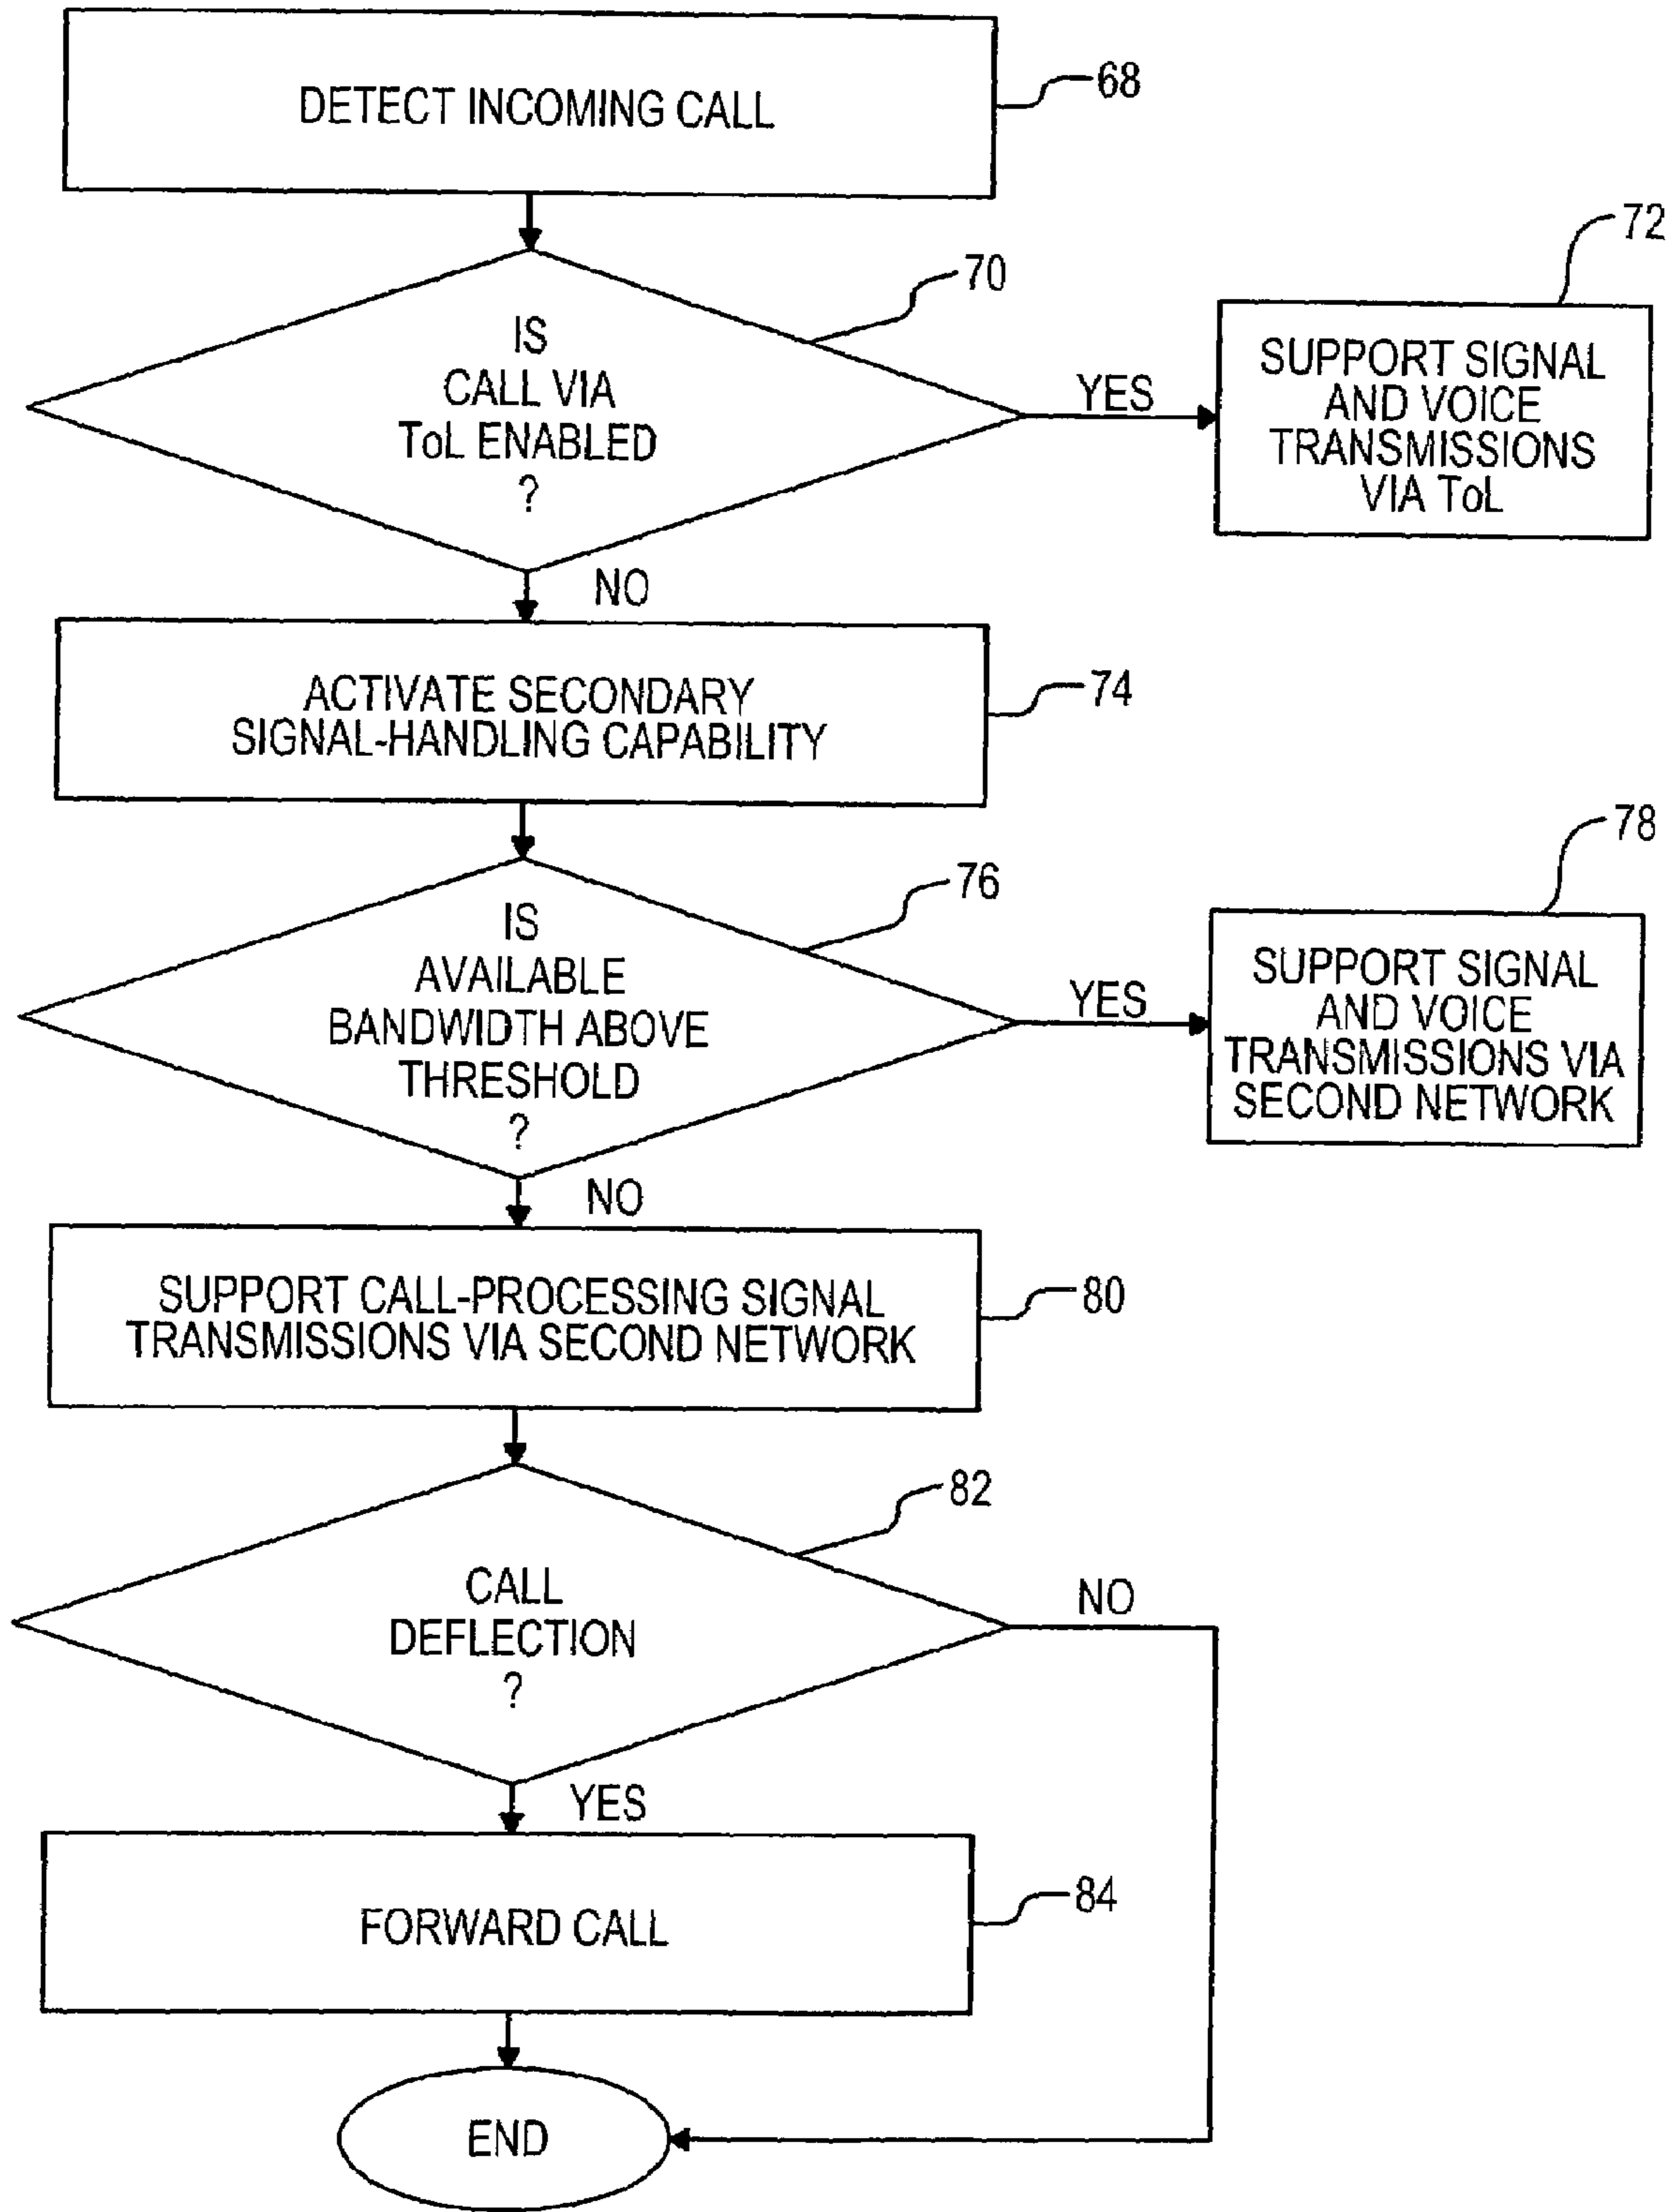 DETECT INCOMING CALL
68
70
72
IS
CALL VIA
ToL ENABLED
?
YES
SUPPORT SIGNAL
AND VOICE
TRANSMISSIONS
VIA ToL
NO
ACTIVATE SECONDARY
SIGNAL-HANDLING CAPABILITY
74
76
78
IS
AVAILABLE
BANDWIDTH ABOVE
THRESHOLD
?
YES
SUPPORT SIGNAL
AND VOICE
TRANSMISSIONS VIA
SECOND NETWORK
NO
SUPPORT CALL-PROCESSING SIGNAL
TRANSMISSIONS VIA SECOND NETWORK
80
82
CALL
DEFLECTION
?
NO
YES
FORWARD CALL
84
END